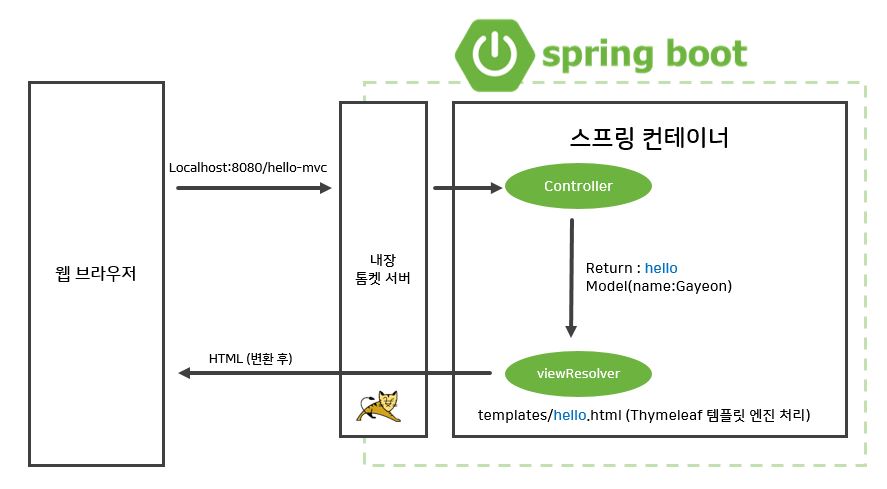 spring boot
스프링 컨테이너
Localhost:8080/hello-mvc
Controller
웹 브라우저
내장
톰켓 서버
Return : hello
Model(name:Gayeon)
HTML (변환 후)
viewResolver
templates/hello.html (Thymeleaf 템플릿 엔진 처리)